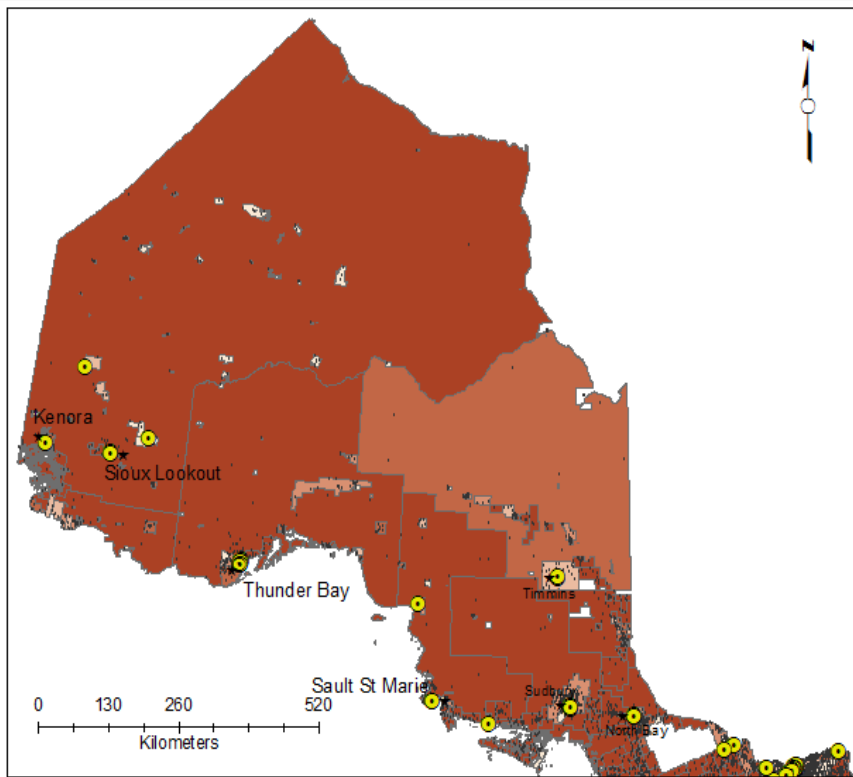 N
Kenora
Sioux Lookout
Thunder Bay
Timmins
Sault St Marie
Sudbury
North Bay
0 130 260 520
Kilometers